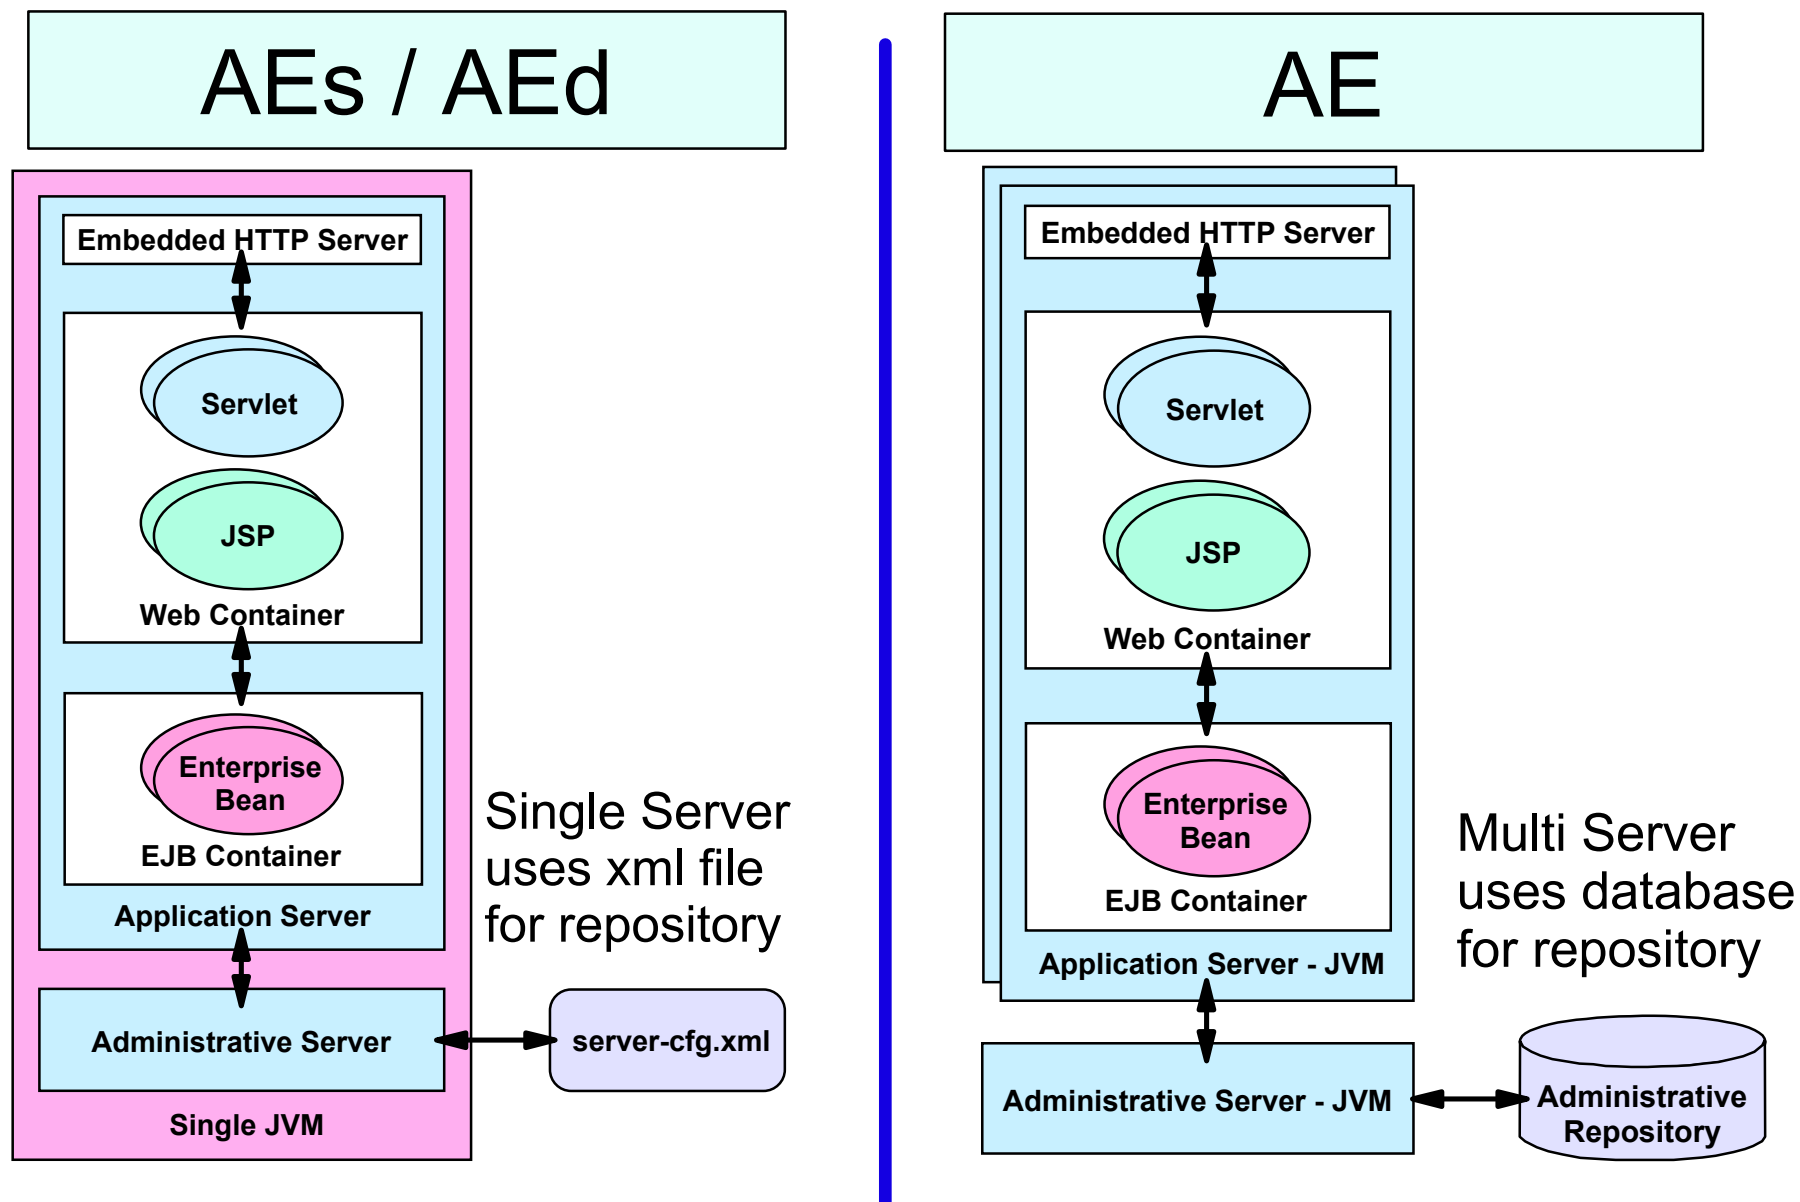 AEs / AEd
Embedded HTTP Server
Servlet
JSP
Web Container
Enterprise
Bean
EJB Container
Application Server
Administrative Server
Single JVM
server-cfg.xml
Single Server
uses xml file
for repository
AE
Embedded HTTP Server
Servlet
JSP
Web Container
Enterprise
Bean
EJB Container
Application Server - JVM
Administrative Server - JVM
Administrative
Repository
Multi Server
uses database
for repository